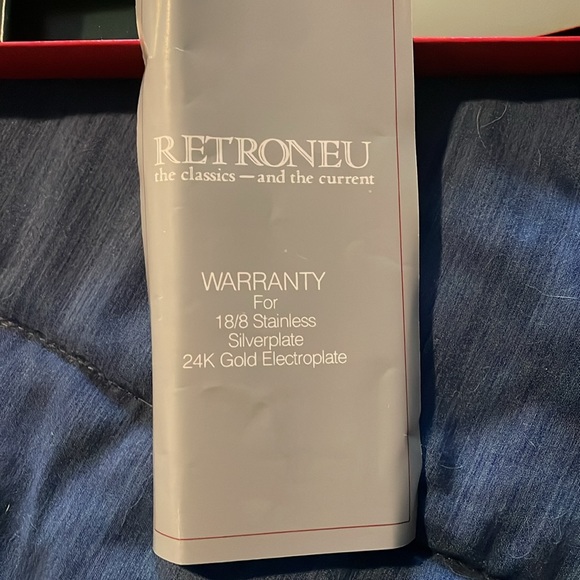 RETRONEU
the classics — and the current
WARRANTY
For
18/8 Stainless
Silverplate
24K Gold Electroplate